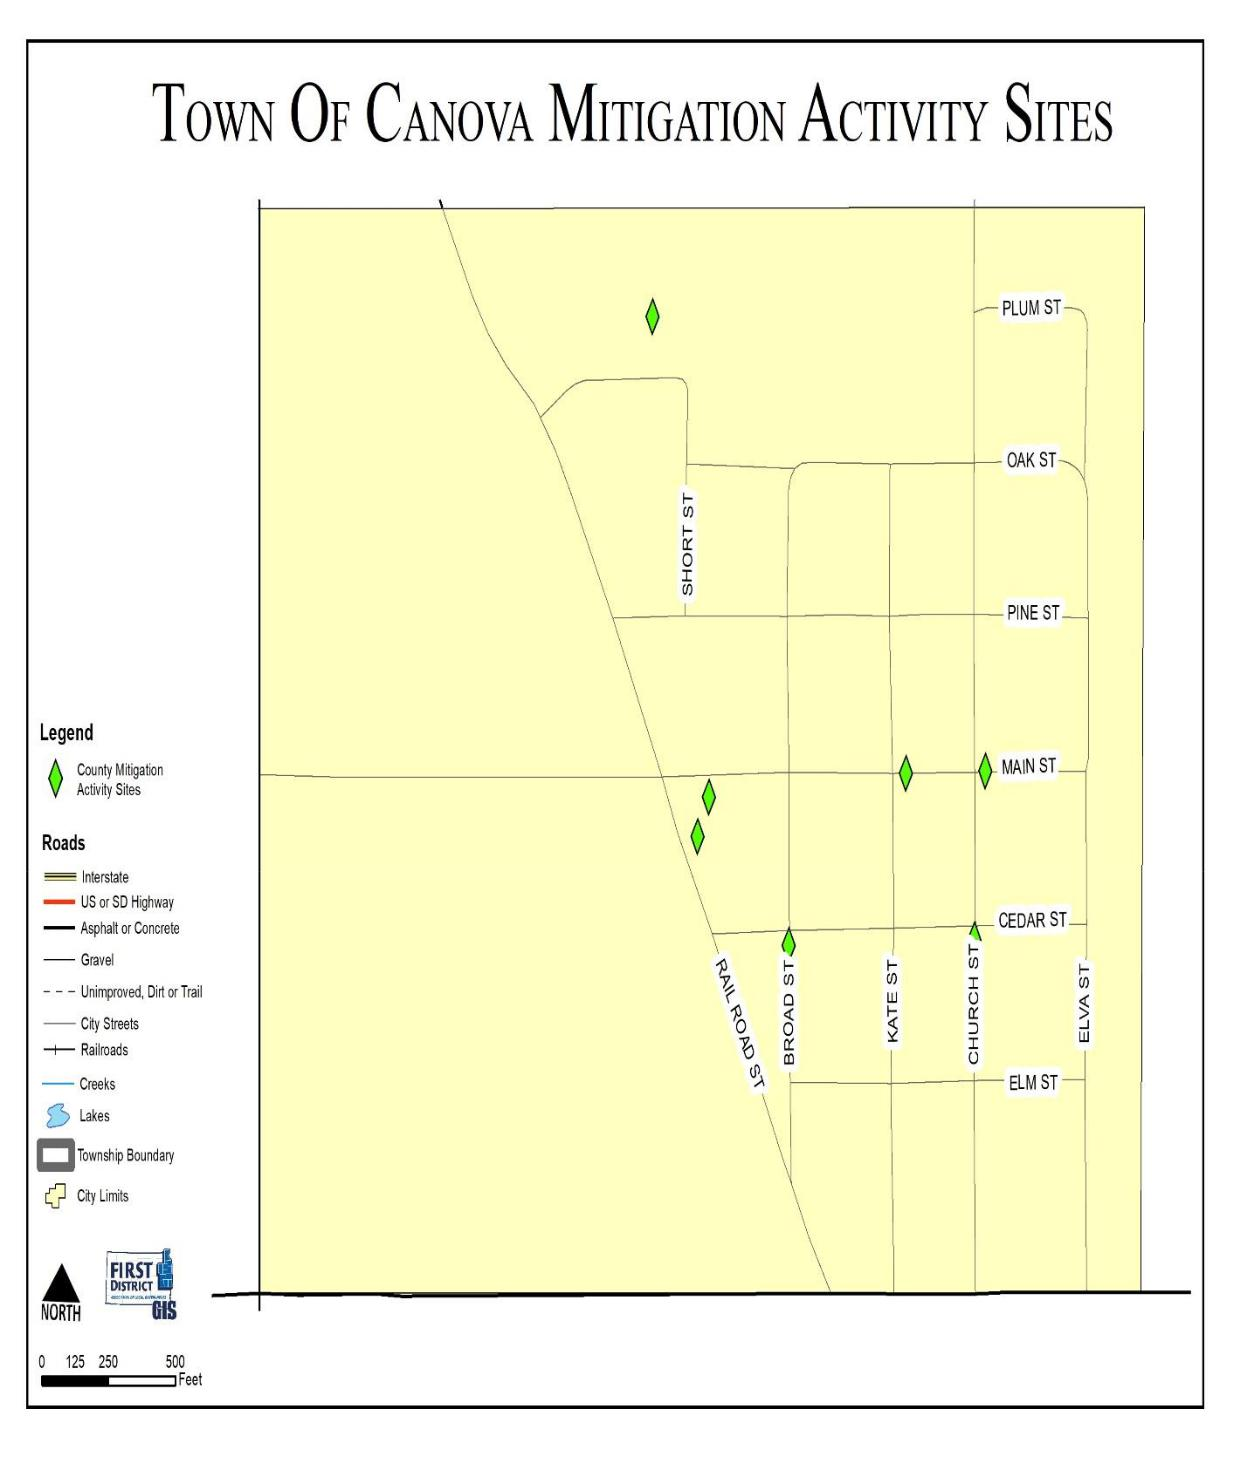 TOWN OF CANOVA MITIGATION ACTIVITY SITES
PLUM ST
OAK ST
SHORT ST
PINE ST
MAIN ST
CEDAR ST
RAIL ROAD ST
BROAD ST
KATE ST
CHURCH ST
ELVA ST
ELM ST
Legend
County Mitigation
Activity Sites
Roads
Interstate
US or SD Highway
Asphalt or Concrete
Gravel
Unimproved, Dirt or Trail
City Streets
Railroads
Creeks
Lakes
Township Boundary
City Limits
NORTH
FIRST
DISTRICT
GIS
0 125 250 500
Feet